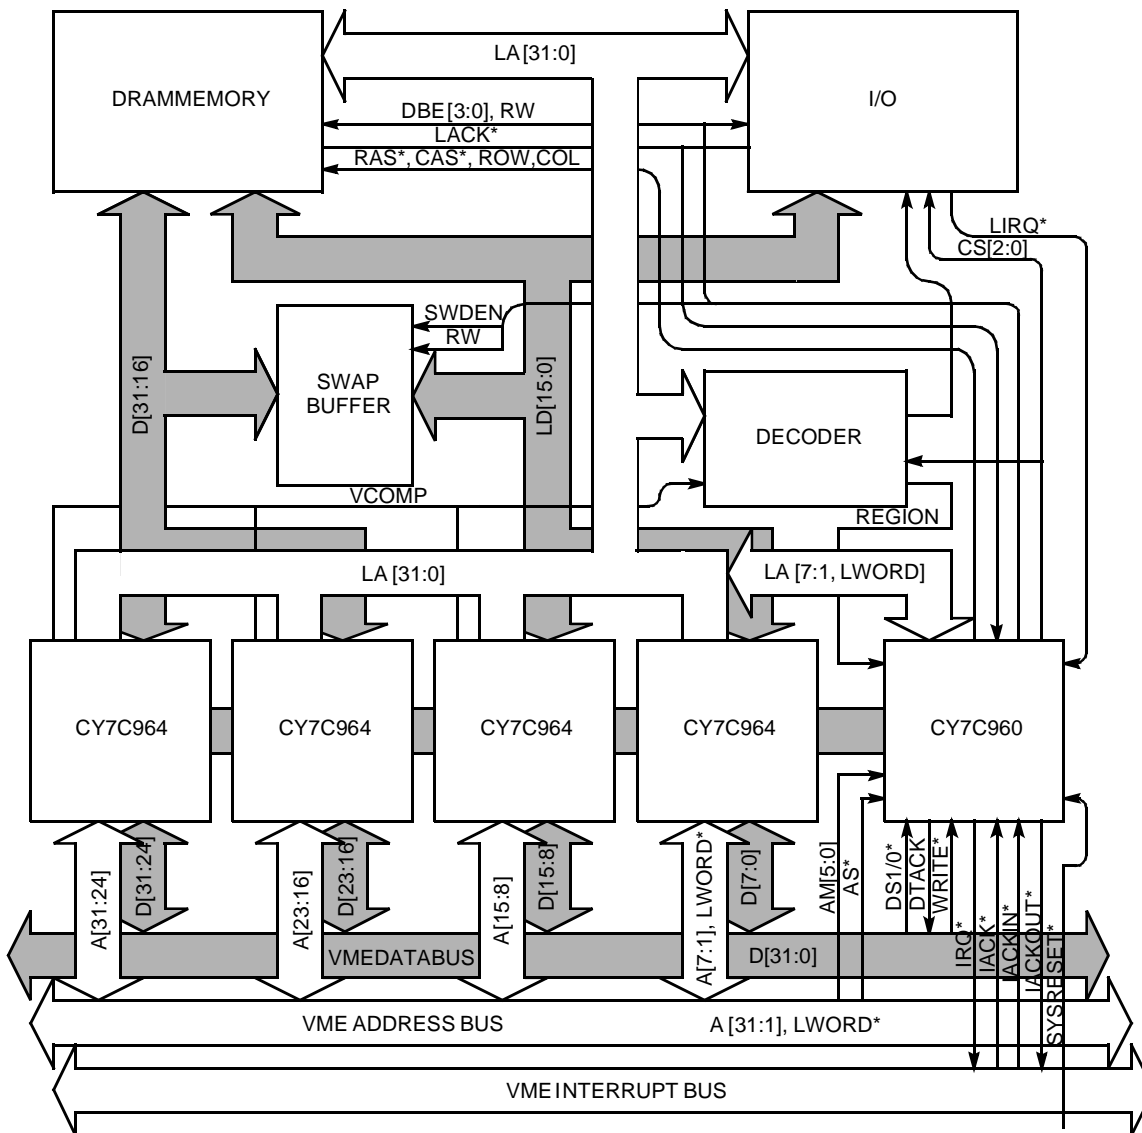 LA [31:0]
DRAMMEMORY
I/O
DBE [3:0], RW
LACK*
RAS*, CAS*, ROW,COL
LIRQ*
CS[2:0]
SWDEN
RW
D[31:16]
SWAP
BUFFER
LD[15:0]
DECODER
VCOMP
REGION
LA [31:0]
LA [7:1, LWORD]
CY7C964
CY7C964
CY7C964
CY7C964
CY7C960
A[31:24]
D[31:24]
A[23:16]
D[23:16]
A[15:8]
D[15:8]
A[7:1], LWORD*
D[7:0]
AM[5:0]
AS*
DS1/0*
DTACK
WRITE*
IRQ*
IACK*
IACKIN*
IACKOUT*
SYSRESET*
VMEDATABUS
D[31:0]
VME ADDRESS BUS
A [31:1], LWORD*
VME INTERRUPT BUS